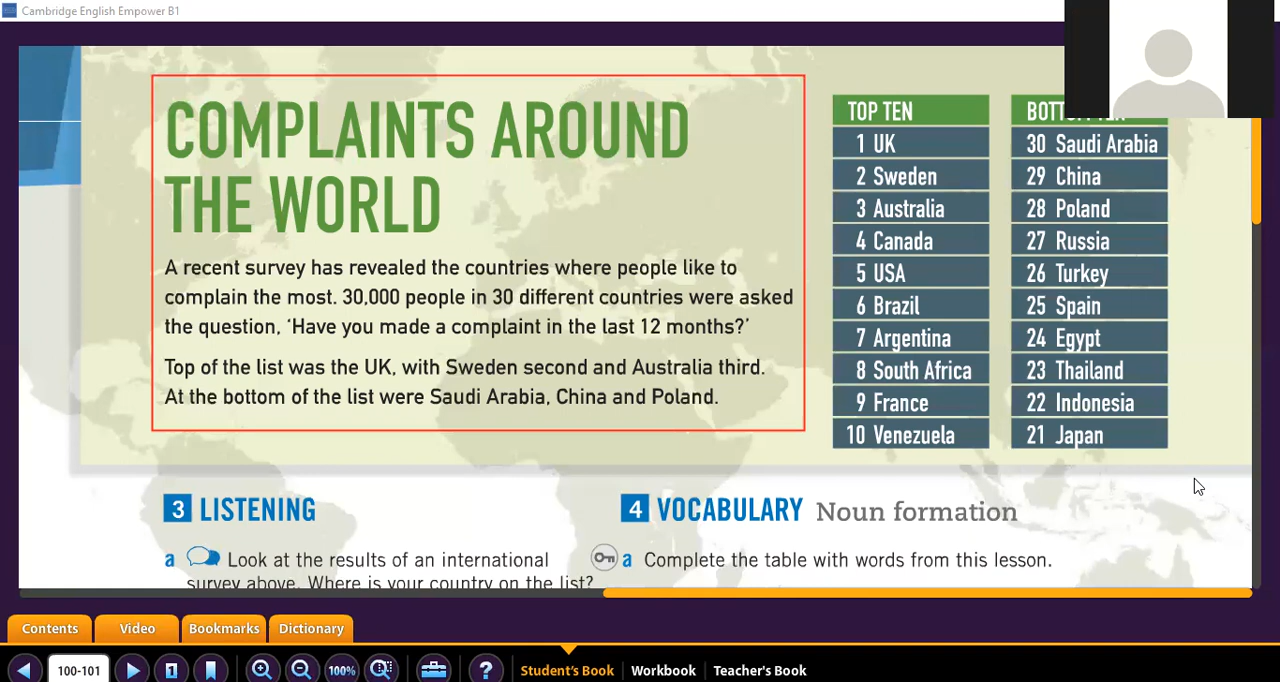 Cambridge English Empower B1
COMPLAINTS AROUND
THE WORLD
A recent survey has revealed the countries where people like to
complain the most. 30,000 people in 30 different countries were asked
the question, ‘Have you made a complaint in the last 12 months?’
Top of the list was the UK, with Sweden second and Australia third.
At the bottom of the list were Saudi Arabia, China and Poland.
TOP TEN
1 UK
2 Sweden
3 Australia
4 Canada
5 USA
6 Brazil
7 Argentina
8 South Africa
9 France
10 Venezuela
30 Saudi Arabia
29 China
28 Poland
27 Russia
26 Turkey
25 Spain
24 Egypt
23 Thailand
22 Indonesia
21 Japan
3 LISTENING
a Look at the results of an international
survey above. Where is your country on the list?
4 VOCABULARY Noun formation
a Complete the table with words from this lesson.
Contents Video Bookmarks Dictionary
100-101 1 100% ? Student's Book Workbook Teacher's Book